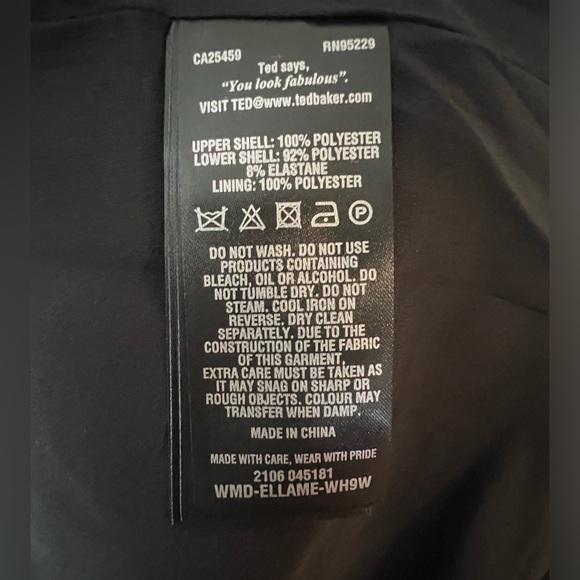 CA25459 RN95229
Ted says,
"You look fabulous".
VISIT TED@www.tedbaker.com
UPPER SHELL: 100% POLYESTER
LOWER SHELL: 92% POLYESTER
8% ELASTANE
LINING: 100% POLYESTER
P
DO NOT WASH. DO NOT USE
PRODUCTS CONTAINING
BLEACH, OIL OR ALCOHOL. DO
NOT TUMBLE DRY. DO NOT
STEAM. COOL IRON ON
REVERSE. DRY CLEAN
SEPARATELY. DUE TO THE
CONSTRUCTION OF THE FABRIC
OF THIS GARMENT,
EXTRA CARE MUST BE TAKEN AS
IT MAY SNAG ON SHARP OR
ROUGH OBJECTS. COLOUR MAY
TRANSFER WHEN DAMP.
MADE IN CHINA
MADE WITH CARE, WEAR WITH PRIDE
2106 045181
WMD-ELLAME-WH9W